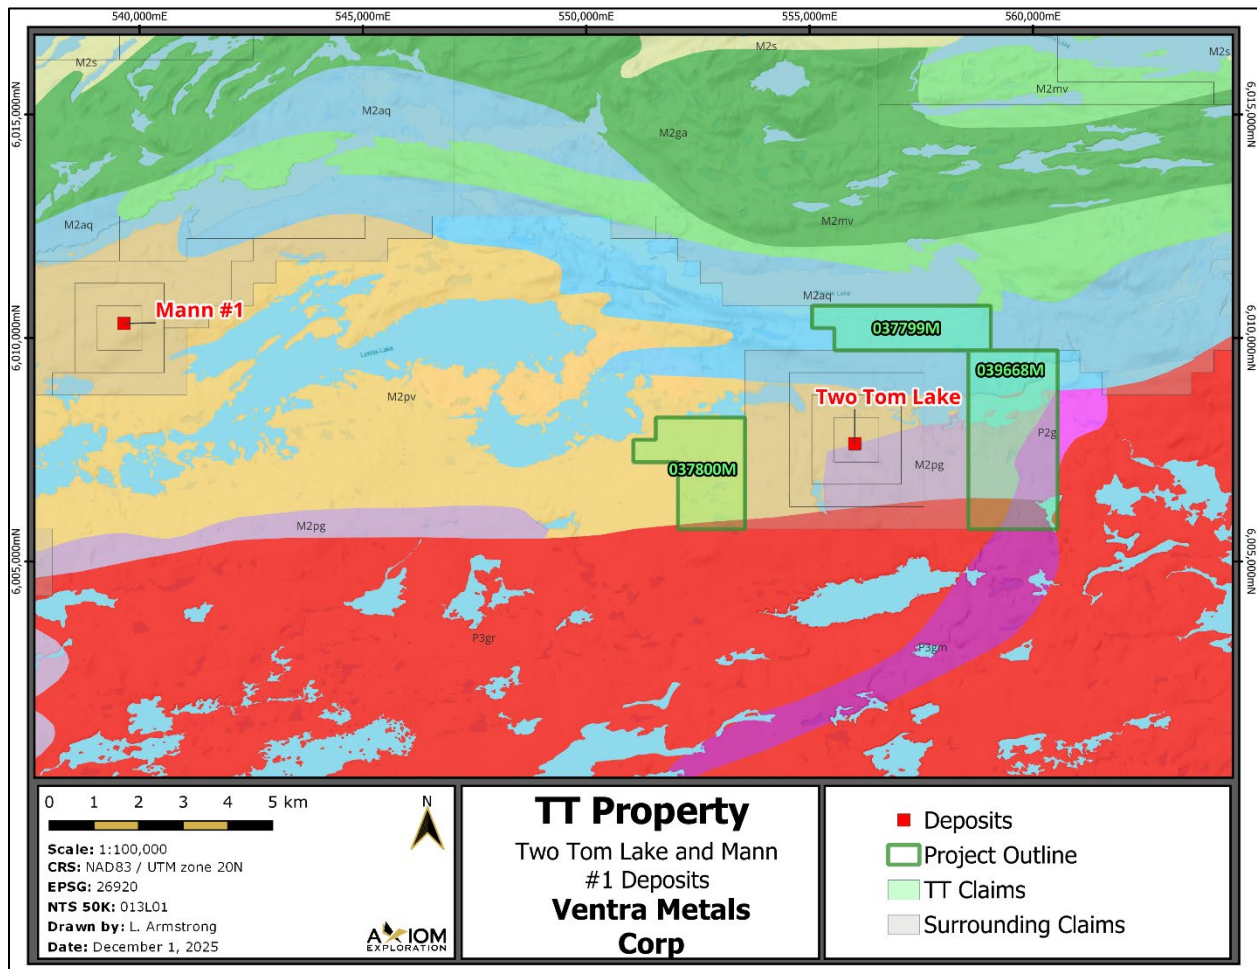 540,000mE
545,000mE
550,000mE
555,000mE
560,000mE
M2s
M2s
M2s
M2mv
6,015,000mN
6,015,000mN
M2aq
M2ga
M2aq
M2mv
M2aq
Mann #1
037799M
6,010,000mN
6,010,000mN
039668M
Two Tom Lake
M2pv
P2g
M2pg
037800M
M2pg
6,005,000mN
6,005,000mN
P3gr
P3gm
0 1 2 3 4 5 km
N
Scale: 1:100,000
CRS: NAD83 / UTM zone 20N
EPSG: 26920
NTS 50K: 013L01
Drawn by: L. Armstrong
Date: December 1, 2025
AXIOM
EXPLORATION
TT Property
Two Tom Lake and Mann
#1 Deposits
Ventra Metals
Corp
Deposits
Project Outline
TT Claims
Surrounding Claims